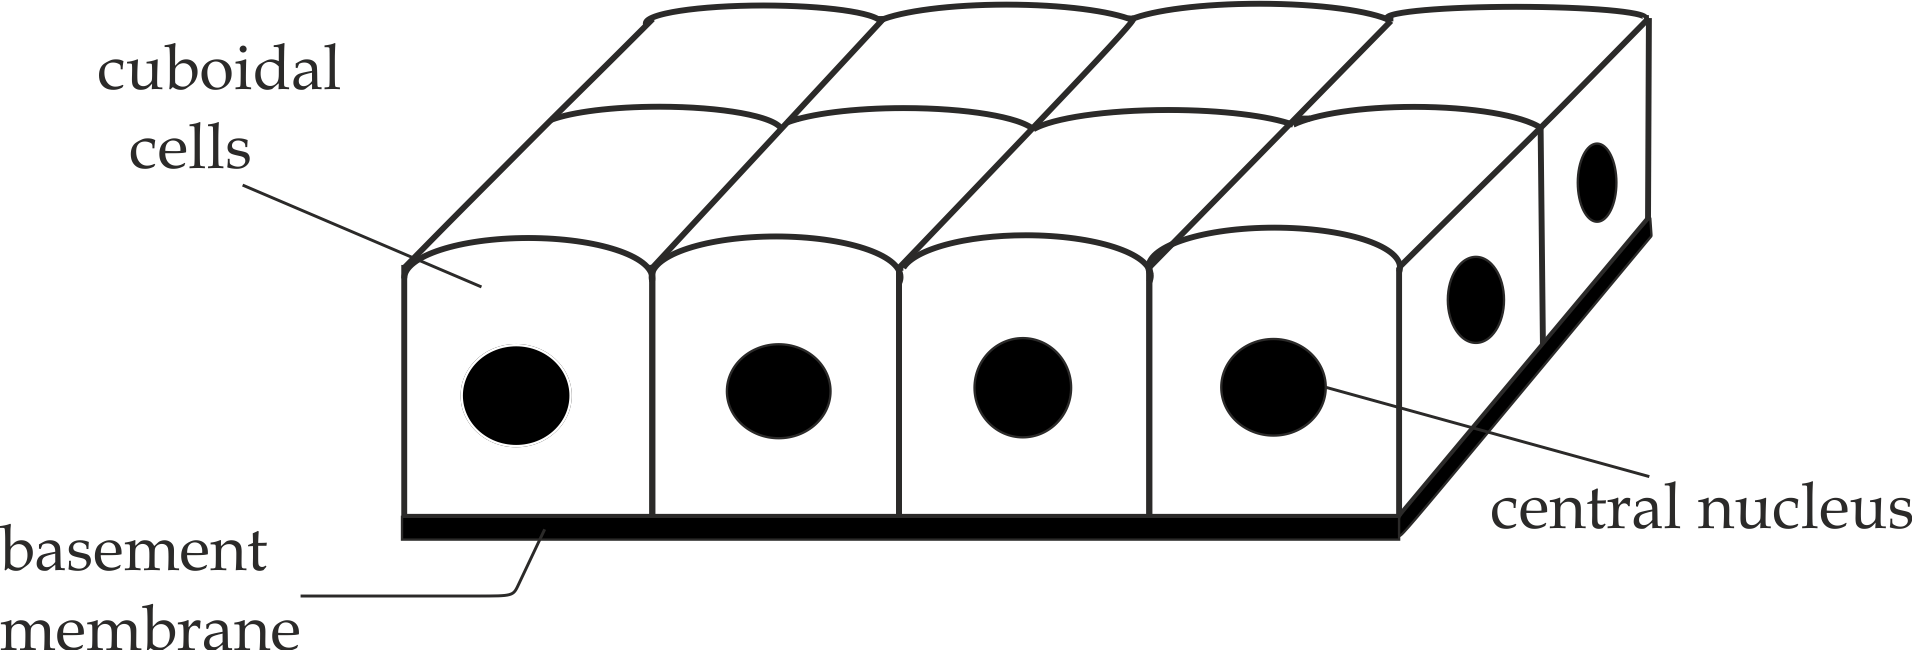 cuboidal
cells
central nucleus
basement
membrane